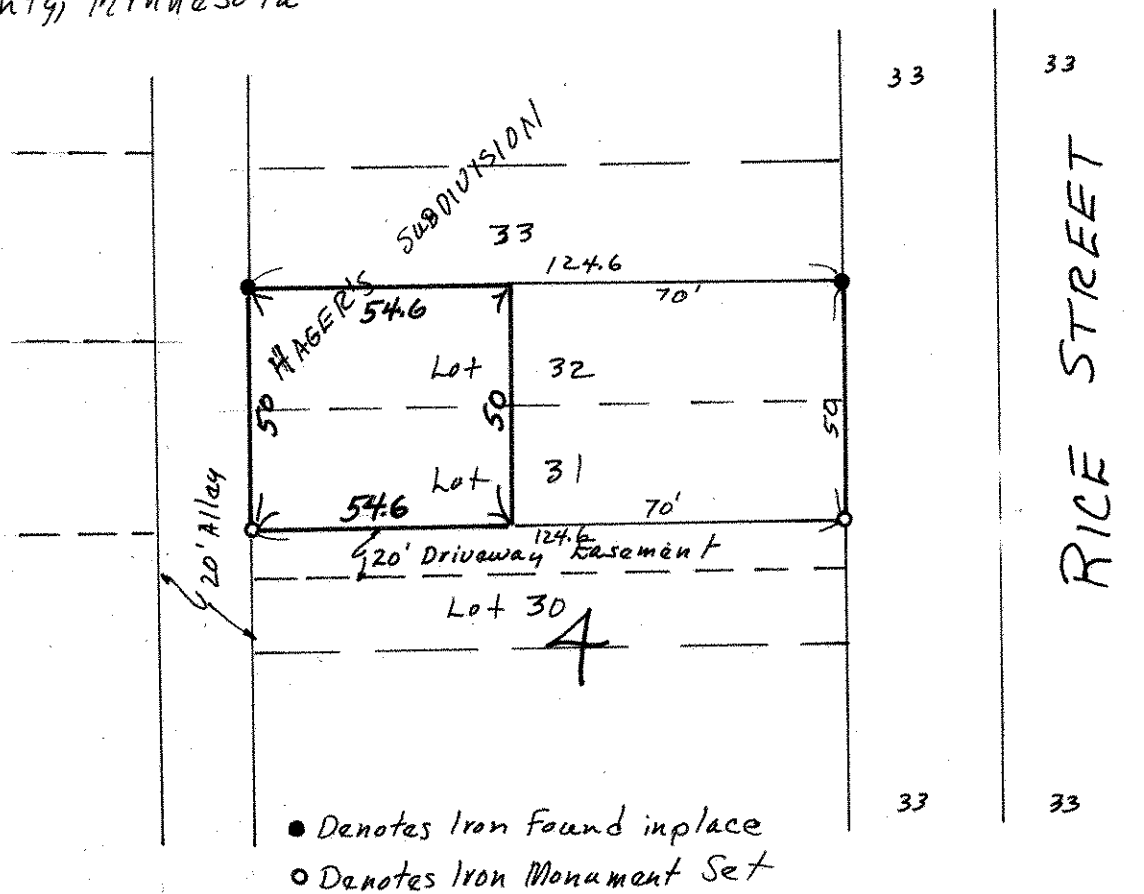 Minnesota
33
33
RICE STREET
HAGER'S SUBDIVISION
33
124.6
54.6
70'
Lot 32
50
50
50
Lot 31
54.6
70'
124.6
20' Alley
20' Driveway Easement
Lot 30
4
33
33
● Denotes Iron Found inplace
○ Denotes Iron Monument Set